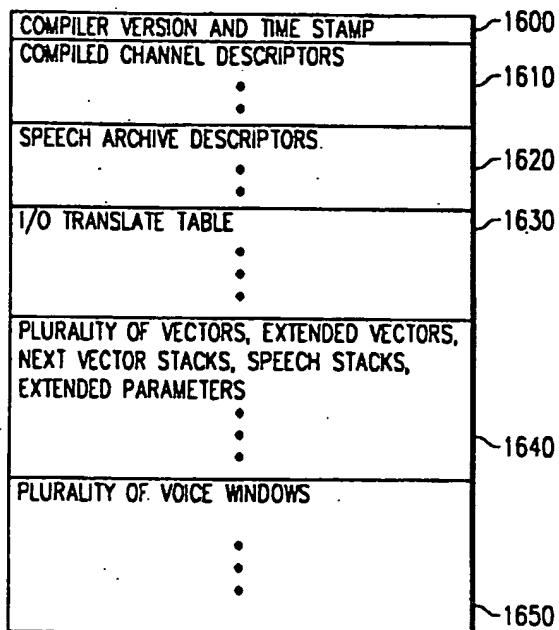 COMPILER VERSION AND TIME STAMP 1600
COMPILED CHANNEL DESCRIPTORS
1610
SPEECH ARCHIVE DESCRIPTORS.
1620
I/O TRANSLATE TABLE 1630
PLURALITY OF VECTORS, EXTENDED VECTORS,
NEXT VECTOR STACKS, SPEECH STACKS,
EXTENDED PARAMETERS
1640
PLURALITY OF VOICE WINDOWS
1650